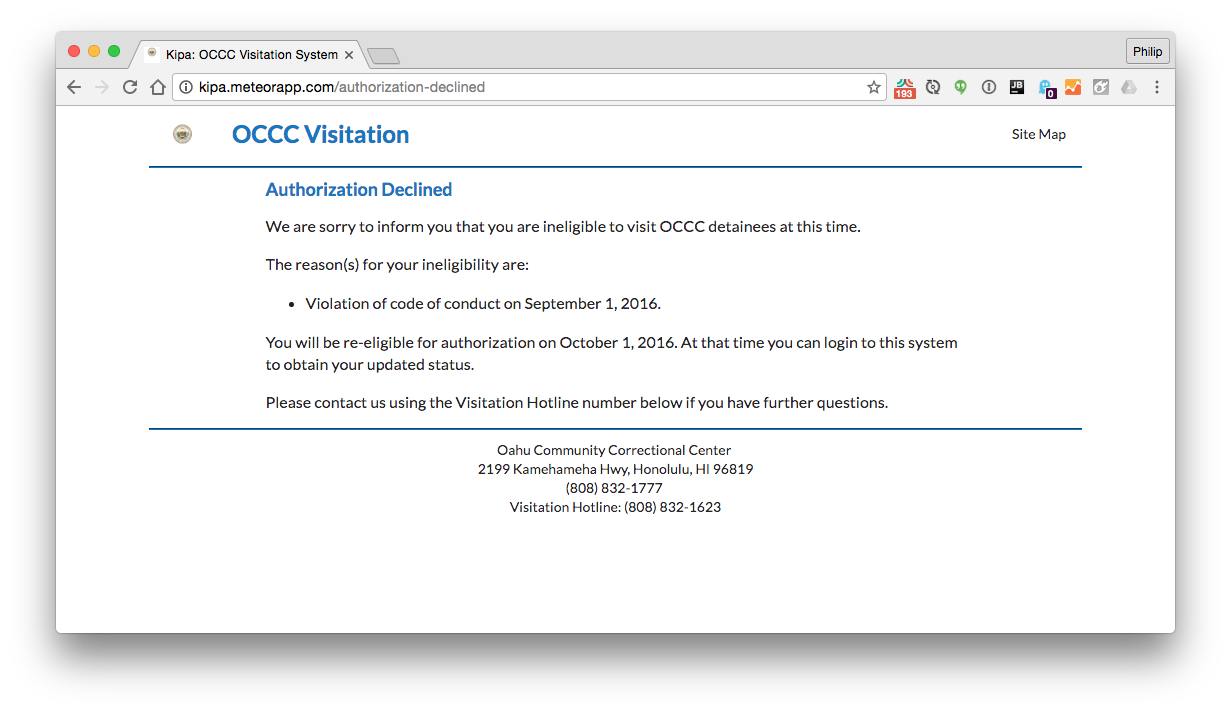 Kipa: OCCC Visitation System
Philip
kipa.meteorapp.com/authorization-declined
193
JB
0
OCCC Visitation
Site Map
Authorization Declined
We are sorry to inform you that you are ineligible to visit OCCC detainees at this time.
The reason(s) for your ineligibility are:
• Violation of code of conduct on September 1, 2016.
You will be re-eligible for authorization on October 1, 2016. At that time you can login to this system
to obtain your updated status.
Please contact us using the Visitation Hotline number below if you have further questions.
Oahu Community Correctional Center
2199 Kamehameha Hwy, Honolulu, HI 96819
(808) 832-1777
Visitation Hotline: (808) 832-1623